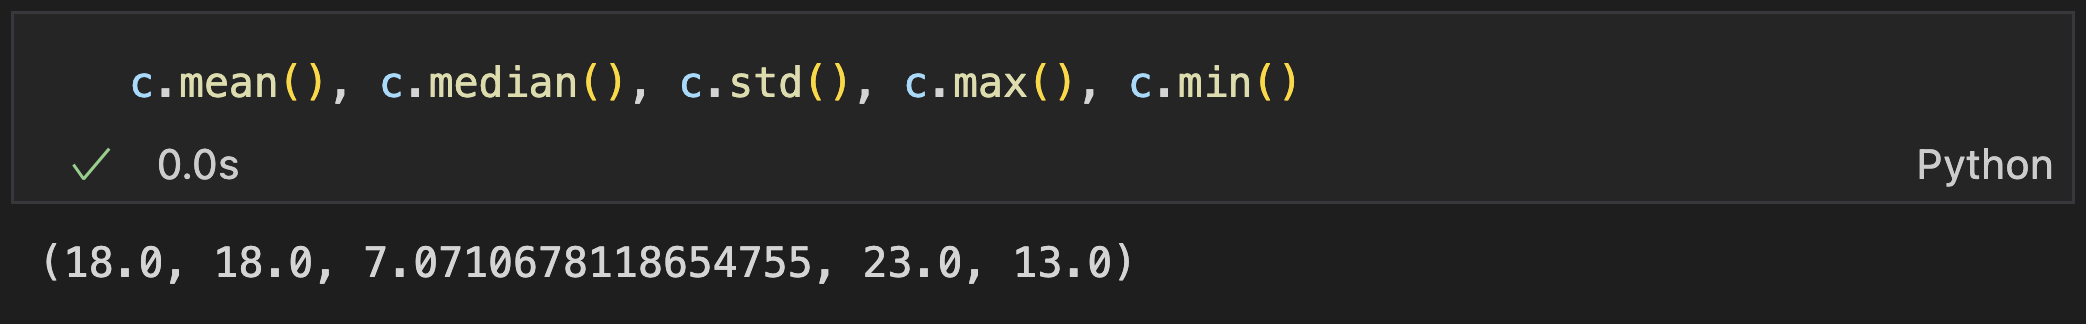 c.mean(), c.median(), c.std(), c.max(), c.min()
0.0s
Python
(18.0, 18.0, 7.0710678118654755, 23.0, 13.0)